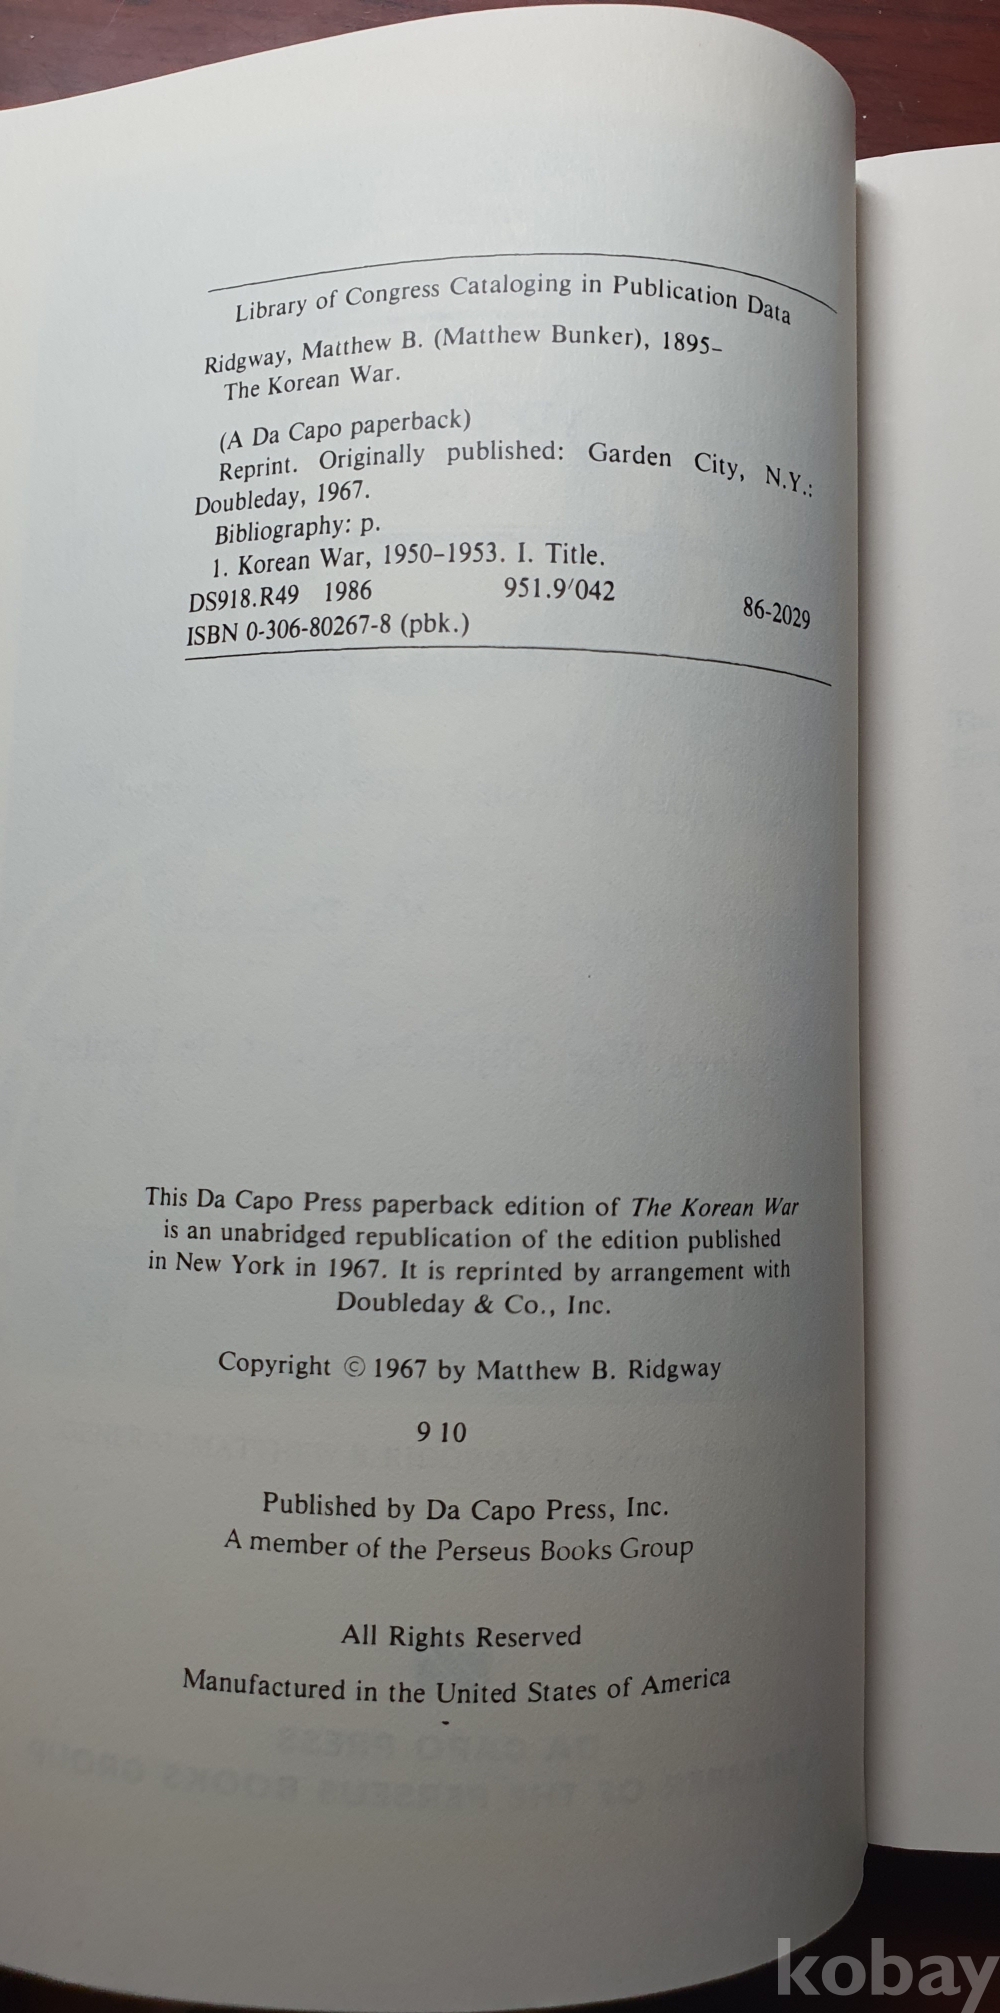 Library of Congress Cataloging in Publication Data
Ridgway, Matthew B. (Matthew Bunker), 1895–
The Korean War.
(A Da Capo paperback)
Reprint. Originally published: Garden City, N.Y.:
Doubleday, 1967.
Bibliography: p.
1. Korean War, 1950–1953. I. Title.
DS918.R49 1986 951.9′042 86-2029
ISBN 0-306-80267-8 (pbk.)
This Da Capo Press paperback edition of The Korean War
is an unabridged republication of the edition published
in New York in 1967. It is reprinted by arrangement with
Doubleday & Co., Inc.
Copyright © 1967 by Matthew B. Ridgway
9 10
Published by Da Capo Press, Inc.
A member of the Perseus Books Group
All Rights Reserved
Manufactured in the United States of America
kobay